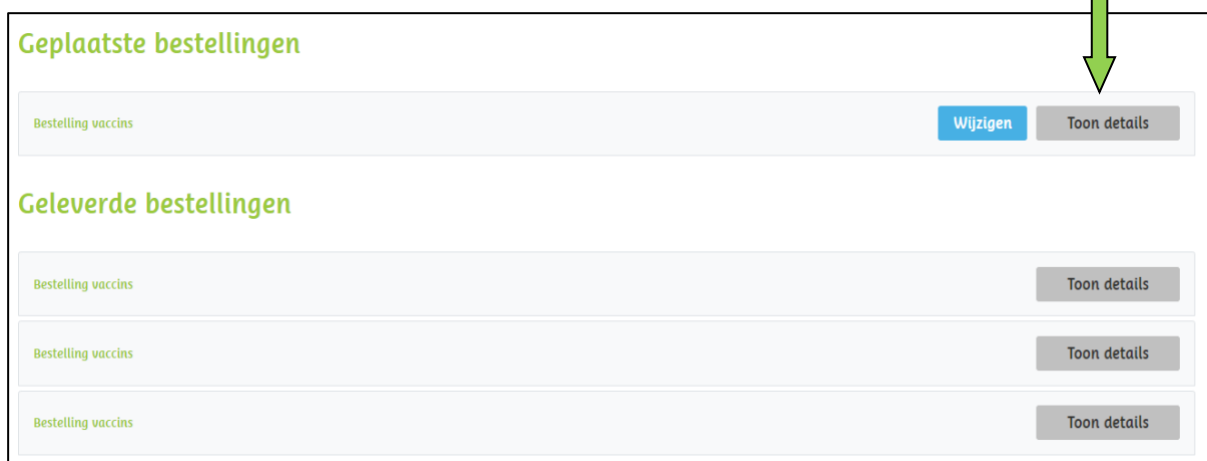 Geplaatste bestellingen
Bestelling vaccins Wijzigen Toon details
Geleverde bestellingen
Bestelling vaccins Toon details
Bestelling vaccins Toon details
Bestelling vaccins Toon details